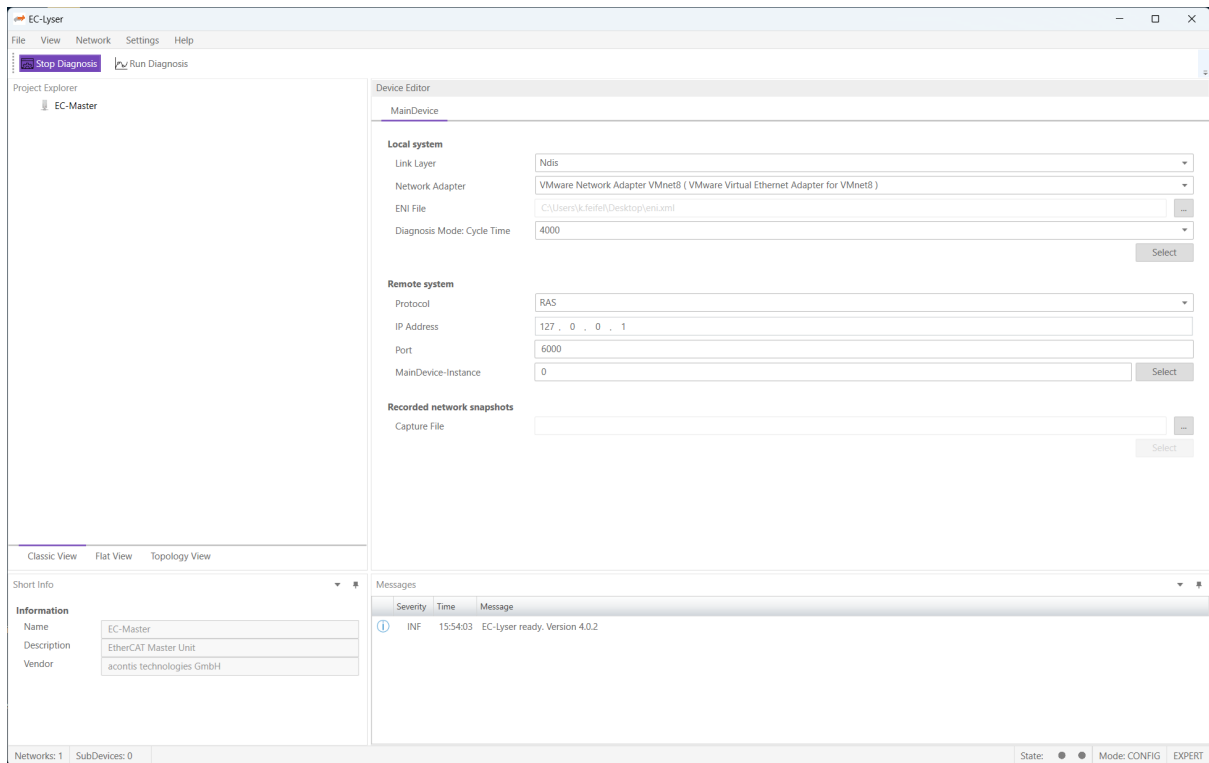 EC-Lyser
File View Network Settings Help
Stop Diagnosis Run Diagnosis
Project Explorer
EC-Master
Classic View Flat View Topology View
Device Editor
MainDevice
Local system
Link Layer Ndis
Network Adapter VMware Network Adapter VMnet8 ( VMware Virtual Ethernet Adapter for VMnet8 )
ENI File C:\Users\k.feifel\Desktop\eni.xml ...
Diagnosis Mode: Cycle Time 4000
Select
Remote system
Protocol RAS
IP Address 127 . 0 . 0 . 1
Port 6000
MainDevice-Instance 0 Select
Recorded network snapshots
Capture File ...
Select
Short Info
Information
Name EC-Master
Description EtherCAT Master Unit
Vendor acontis technologies GmbH
Messages
Severity Time Message
INF 15:54:03 EC-Lyser ready. Version 4.0.2
Networks: 1 SubDevices: 0 State: Mode: CONFIG EXPERT